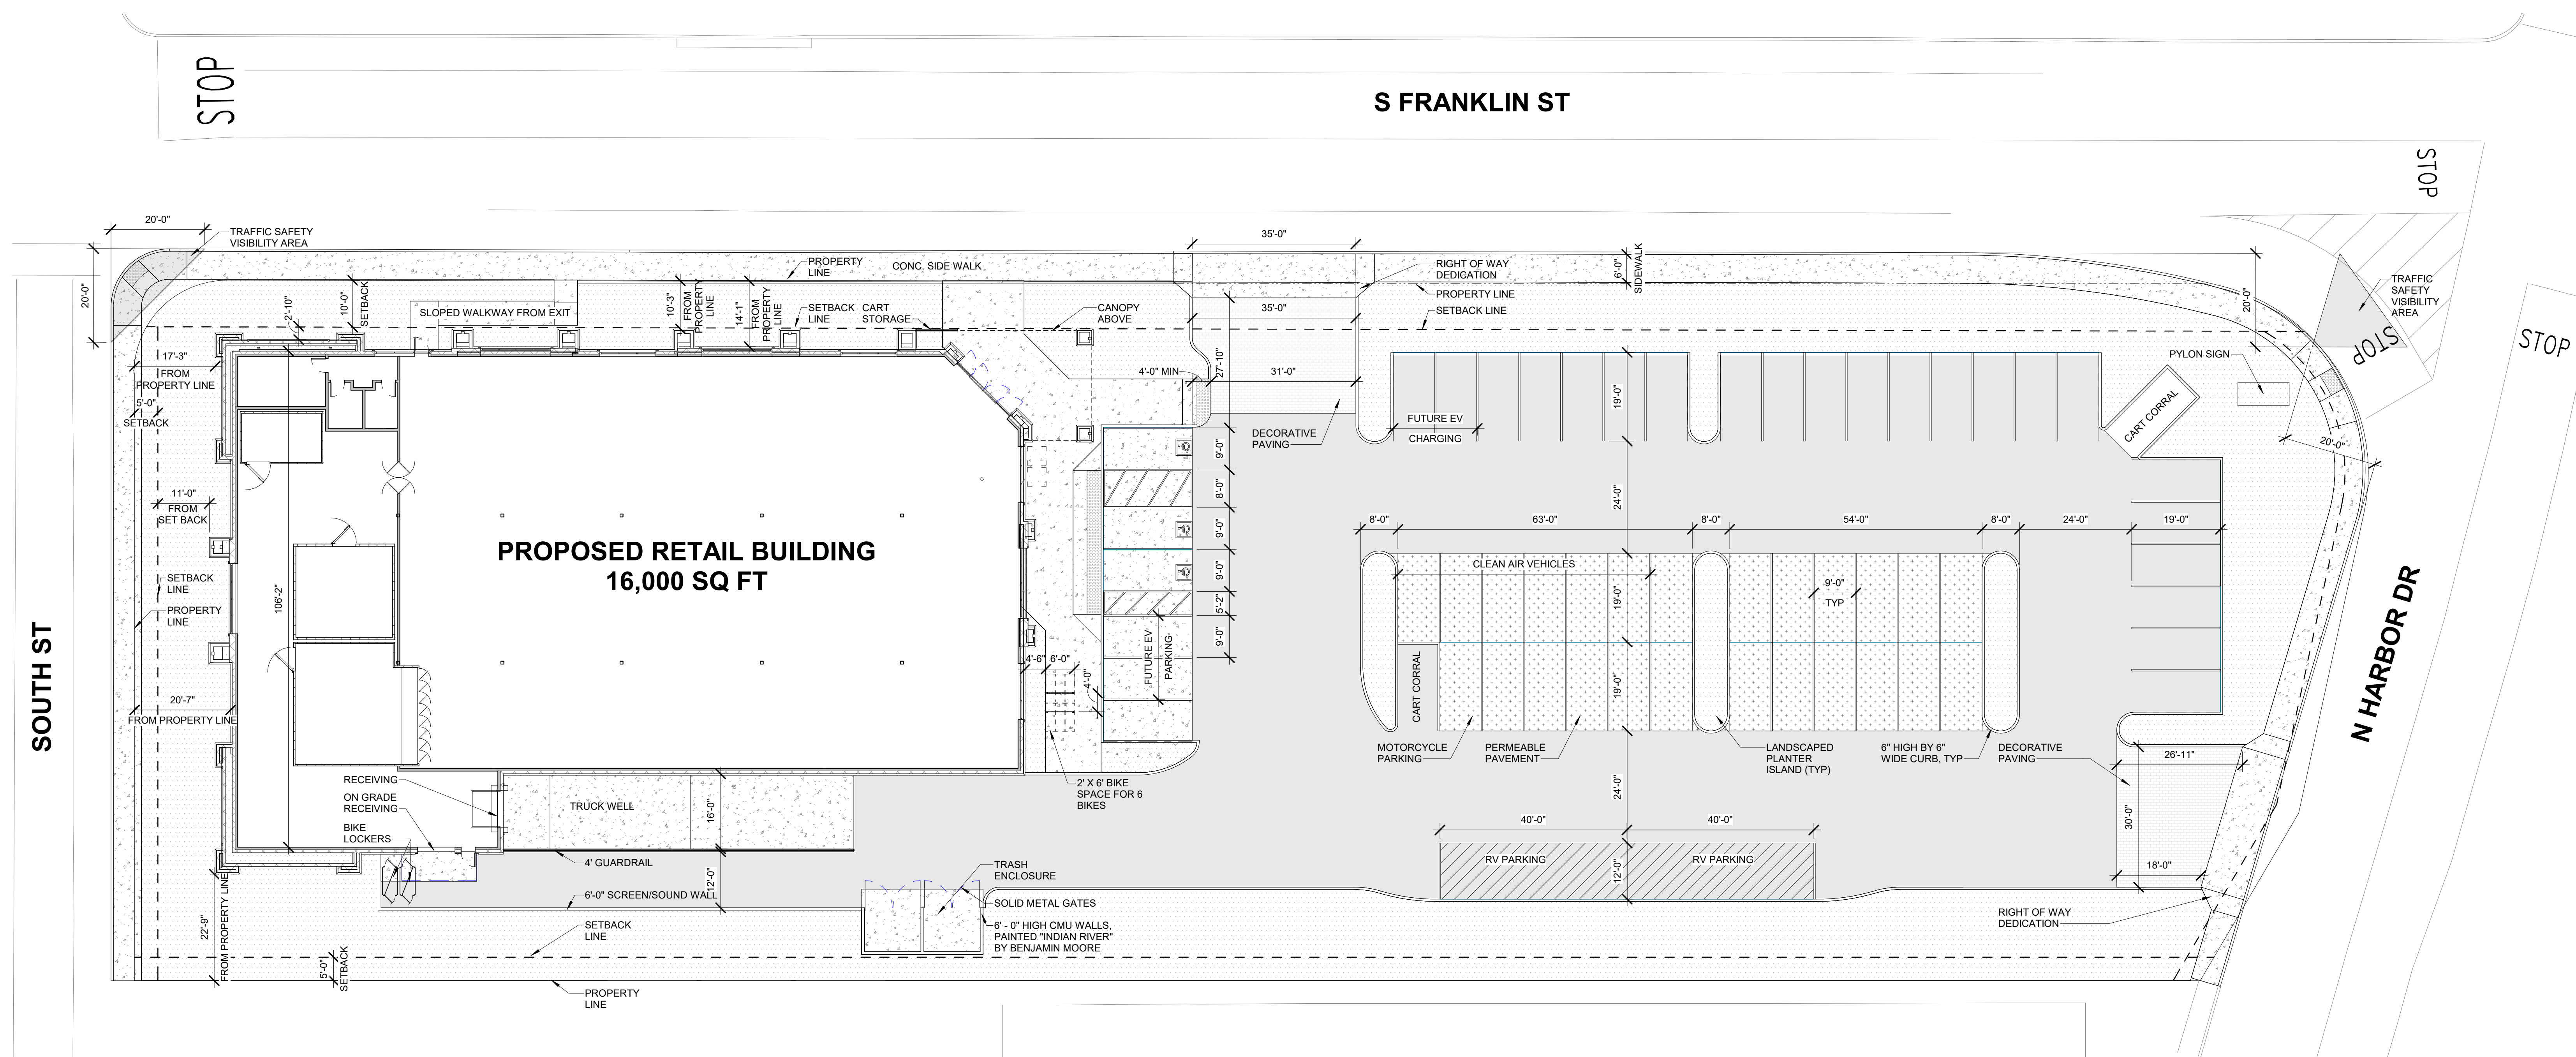 S FRANKLIN ST
STOP
STOP
STOP
STOP
SOUTH ST
N HARBOR DR
20'-0"
20'-0"
TRAFFIC SAFETY
VISIBILITY AREA
PROPERTY
LINE
CONC. SIDE WALK
35'-0"
RIGHT OF WAY
DEDICATION
6'-0"
SIDEWALK
PROPERTY LINE
SETBACK LINE
20'-0"
TRAFFIC
SAFETY
VISIBILITY
AREA
2'-10"
10'-0"
SETBACK
SLOPED WALKWAY FROM EXIT
10'-3"
FROM
PROPERTY
LINE
14'-1"
FROM
PROPERTY
LINE
SETBACK
LINE
CART
STORAGE
CANOPY
ABOVE
35'-0"
27'-10"
4'-0" MIN
31'-0"
PYLON SIGN
17'-3"
FROM
PROPERTY LINE
5'-0"
SETBACK
DECORATIVE
PAVING
FUTURE EV
CHARGING
19'-0"
CART CORRAL
20'-0"
9'-0"
8'-0"
9'-0"
9'-0"
5'-2"
9'-0"
11'-0"
FROM
SET BACK
24'-0"
8'-0"
63'-0"
8'-0"
54'-0"
8'-0"
24'-0"
19'-0"
PROPOSED RETAIL BUILDING
16,000 SQ FT
106'-2"
SETBACK
LINE
PROPERTY
LINE
CLEAN AIR VEHICLES
9'-0"
TYP
19'-0"
FUTURE EV
PARKING
4'-6"
6'-0"
4'-0"
CART CORRAL
19'-0"
20'-7"
FROM PROPERTY LINE
MOTORCYCLE
PARKING
PERMEABLE
PAVEMENT
LANDSCAPED
PLANTER
ISLAND (TYP)
6" HIGH BY 6"
WIDE CURB, TYP
DECORATIVE
PAVING
26'-11"
RECEIVING
ON GRADE
RECEIVING
BIKE
LOCKERS
TRUCK WELL
16'-0"
2' X 6' BIKE
SPACE FOR 6
BIKES
24'-0"
30'-0"
40'-0"
40'-0"
4' GUARDRAIL
TRASH
ENCLOSURE
RV PARKING
RV PARKING
12'-0"
18'-0"
12'-0"
6'-0" SCREEN/SOUND WALL
SOLID METAL GATES
22'-9"
FROM PROPERTY LINE
SETBACK
LINE
6' - 0" HIGH CMU WALLS,
PAINTED "INDIAN RIVER"
BY BENJAMIN MOORE
RIGHT OF WAY
DEDICATION
5'-0"
SETBACK
PROPERTY
LINE